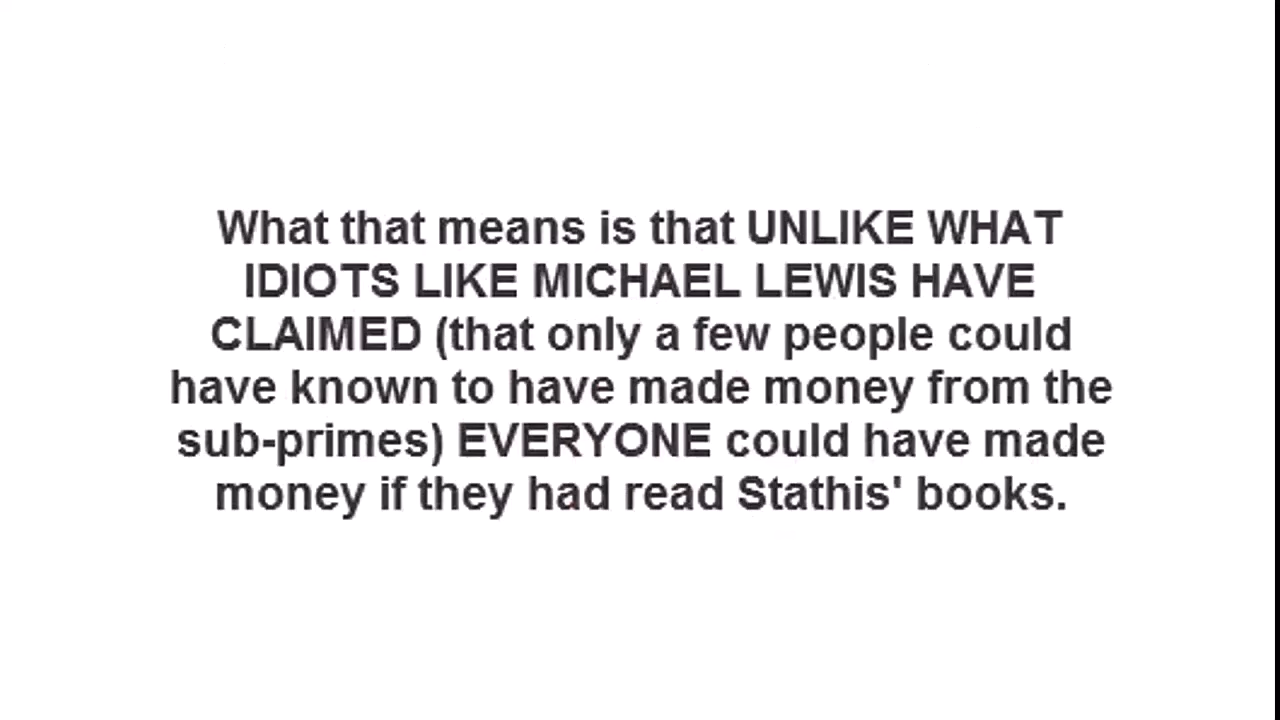 What that means is that UNLIKE WHAT
IDIOTS LIKE MICHAEL LEWIS HAVE
CLAIMED (that only a few people could
have known to have made money from the
sub-primes) EVERYONE could have made
money if they had read Stathis' books.